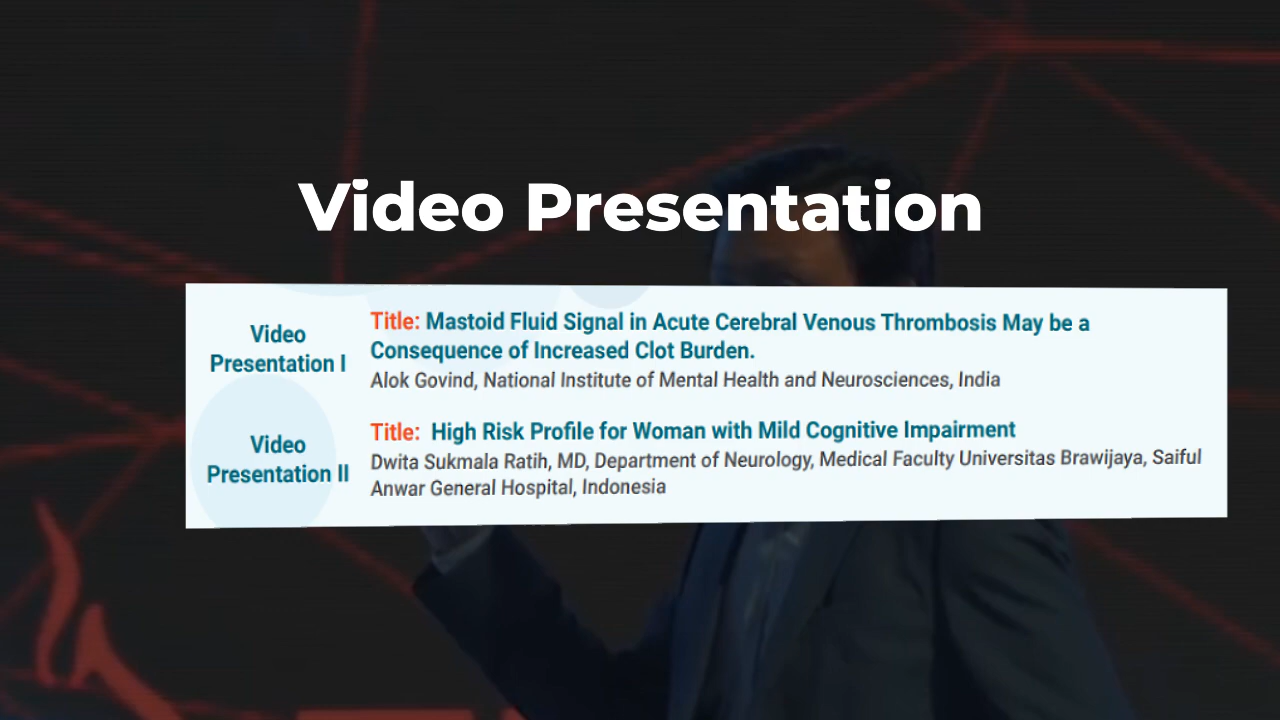 Video Presentation
Video
Presentation I
Title: Mastoid Fluid Signal in Acute Cerebral Venous Thrombosis May be a
Consequence of Increased Clot Burden.
Alok Govind, National Institute of Mental Health and Neurosciences, India
Video
Presentation II
Title: High Risk Profile for Woman with Mild Cognitive Impairment
Dwita Sukmala Ratih, MD, Department of Neurology, Medical Faculty Universitas Brawijaya, Saiful
Anwar General Hospital, Indonesia